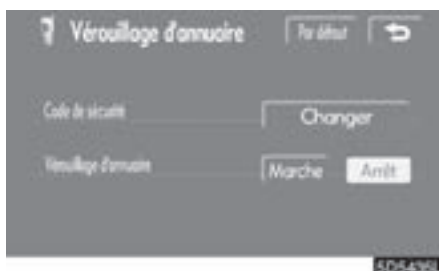 Vérouillage d'annuaire
Par défaut
Code de sécurité
Changer
Vérouillage d'annuaire
Marche Arrêt